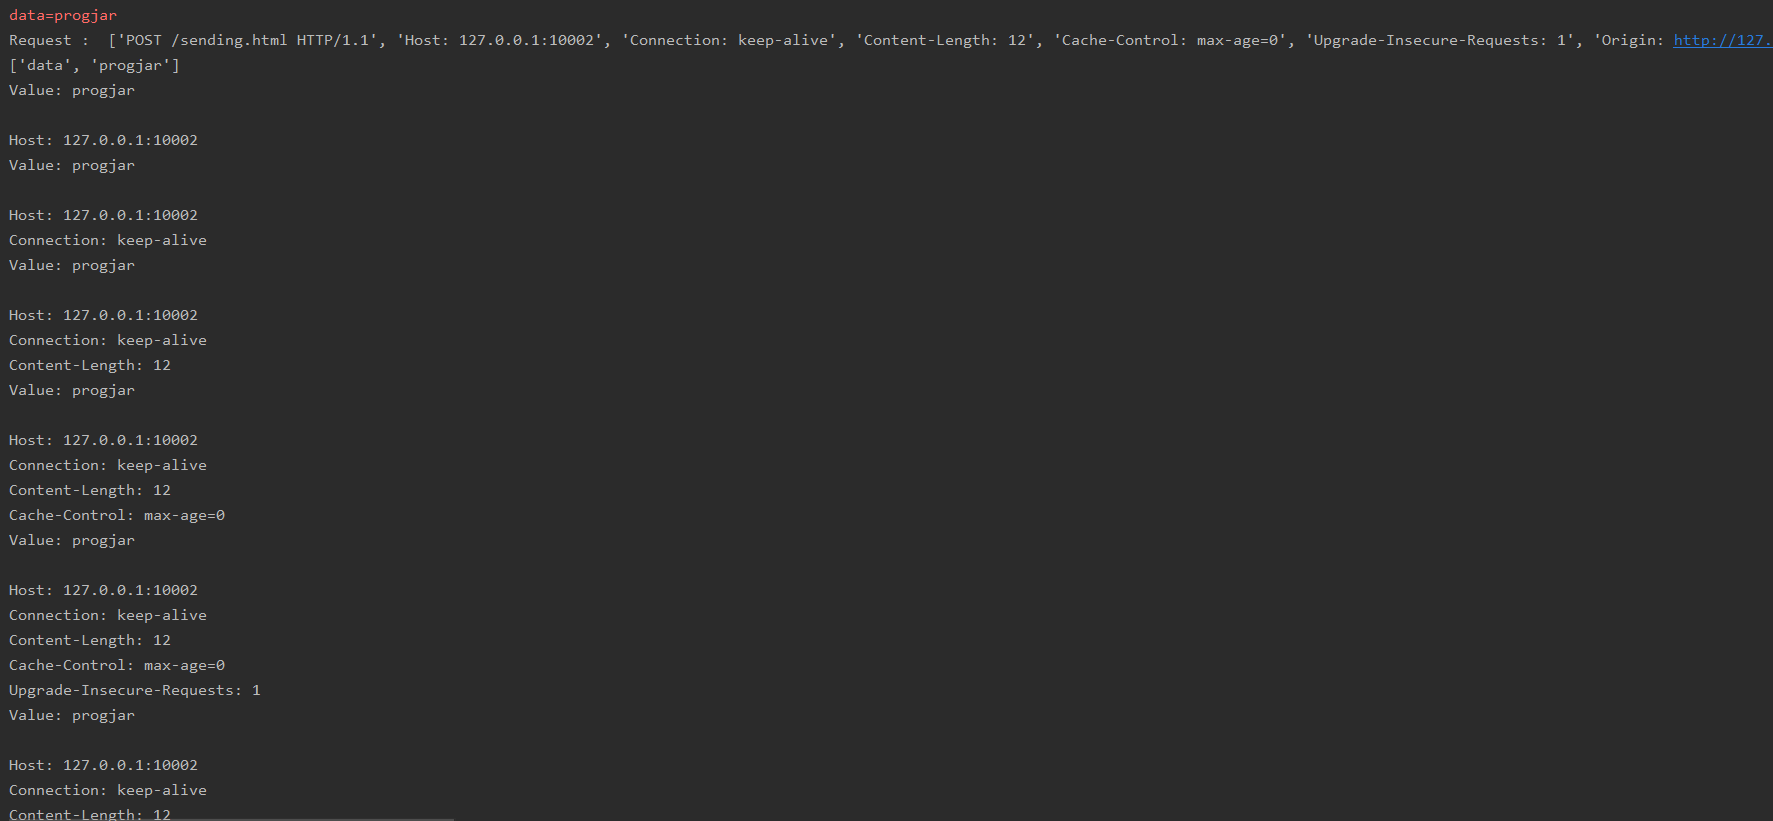 data=progjar
Request :  ['POST /sending.html HTTP/1.1', 'Host: 127.0.0.1:10002', 'Connection: keep-alive', 'Content-Length: 12', 'Cache-Control: max-age=0', 'Upgrade-Insecure-Requests: 1', 'Origin: http://127.
['data', 'progjar']
Value: progjar
Host: 127.0.0.1:10002
Value: progjar
Host: 127.0.0.1:10002
Connection: keep-alive
Value: progjar
Host: 127.0.0.1:10002
Connection: keep-alive
Content-Length: 12
Value: progjar
Host: 127.0.0.1:10002
Connection: keep-alive
Content-Length: 12
Cache-Control: max-age=0
Value: progjar
Host: 127.0.0.1:10002
Connection: keep-alive
Content-Length: 12
Cache-Control: max-age=0
Upgrade-Insecure-Requests: 1
Value: progjar
Host: 127.0.0.1:10002
Connection: keep-alive
Content-Length: 12